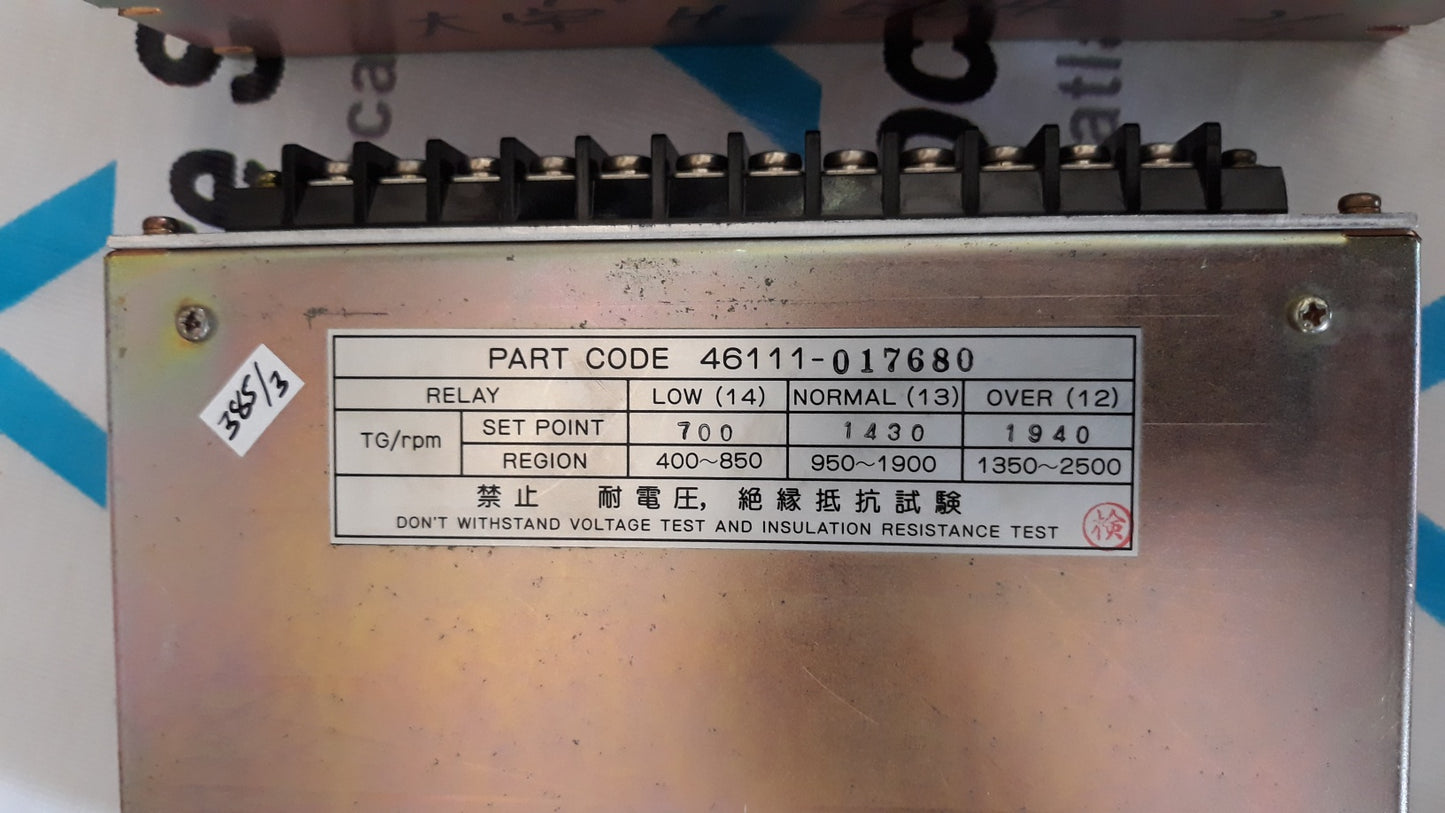 PART CODE 46111-017680
RELAY LOW (14) NORMAL (13) OVER (12)
TG/rpm SET POINT 700 1430 1940
REGION 400~850 950~1900 1350~2500
禁止 耐電圧, 絶縁抵抗試験
DON'T WITHSTAND VOLTAGE TEST AND INSULATION RESISTANCE TEST
検
385/3